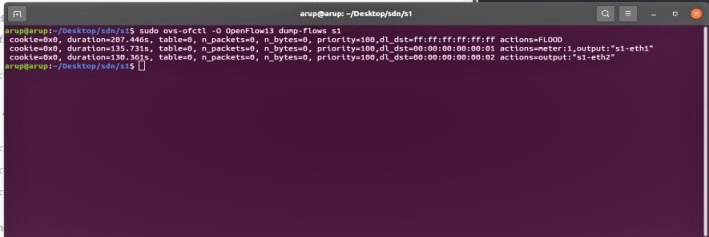 arup@arup: ~/Desktop/sdn/s1
arup@arup:~/Desktop/sdn/s1$ sudo ovs-ofctl -O OpenFlow13 dump-flows s1
cookie=0x0, duration=207.446s, table=0, n_packets=0, n_bytes=0, priority=100,dl_dst=ff:ff:ff:ff:ff:ff actions=FLOOD
cookie=0x0, duration=135.731s, table=0, n_packets=0, n_bytes=0, priority=100,dl_dst=00:00:00:00:00:01 actions=meter:1,output:"s1-eth1"
cookie=0x0, duration=130.361s, table=0, n_packets=0, n_bytes=0, priority=100,dl_dst=00:00:00:00:00:02 actions=output:"s1-eth2"
arup@arup:~/Desktop/sdn/s1$